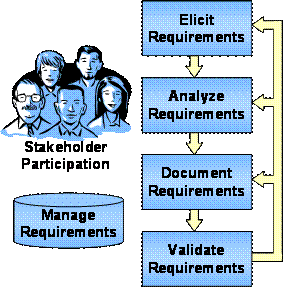 Elicit
Requirements
Analyze
Requirements
Stakeholder
Participation
Document
Requirements
Manage
Requirements
Validate
Requirements